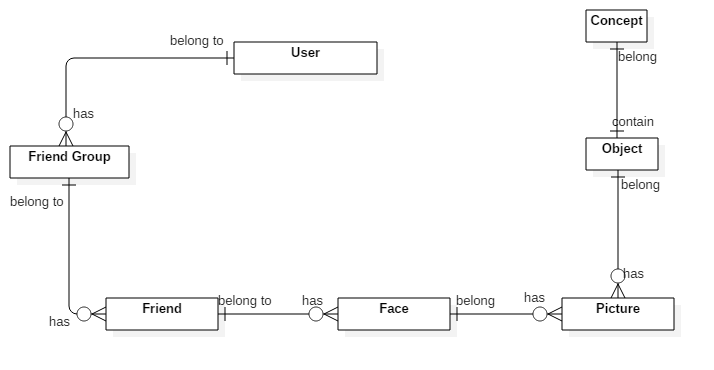 Concept
belong to
User
belong
has
contain
Friend Group
Object
belong to
belong
has
has
Friend
belong to
has
Face
belong
has
Picture
has